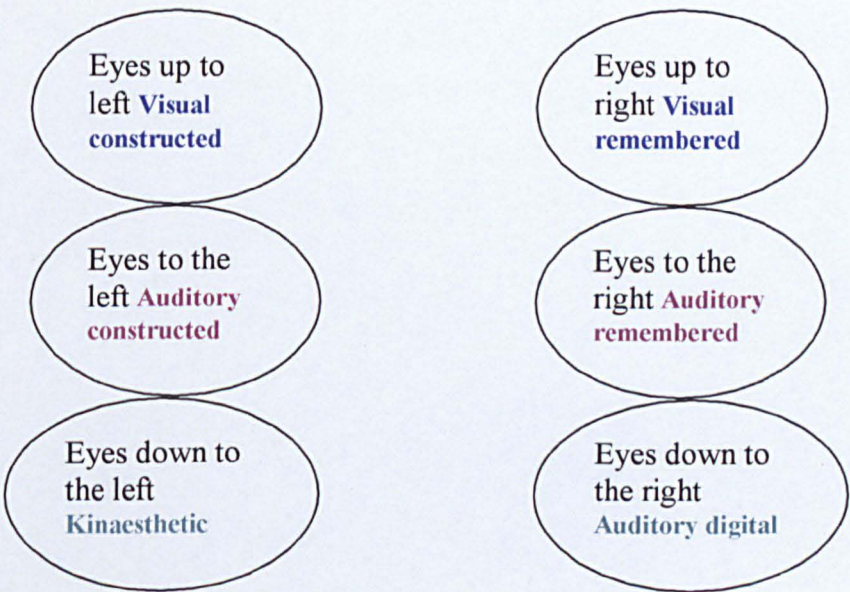 Eyes up to
left Visual
constructed
Eyes up to
right Visual
remembered
Eyes to the
left Auditory
constructed
Eyes to the
right Auditory
remembered
Eyes down to
the left
Kinaesthetic
Eyes down to
the right
Auditory digital